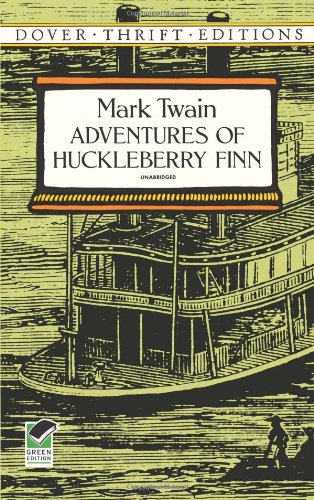 DOVER · THRIFT · EDITIONS
Mark Twain
ADVENTURES OF
HUCKLEBERRY FINN
UNABRIDGED
GREEN
EDITION